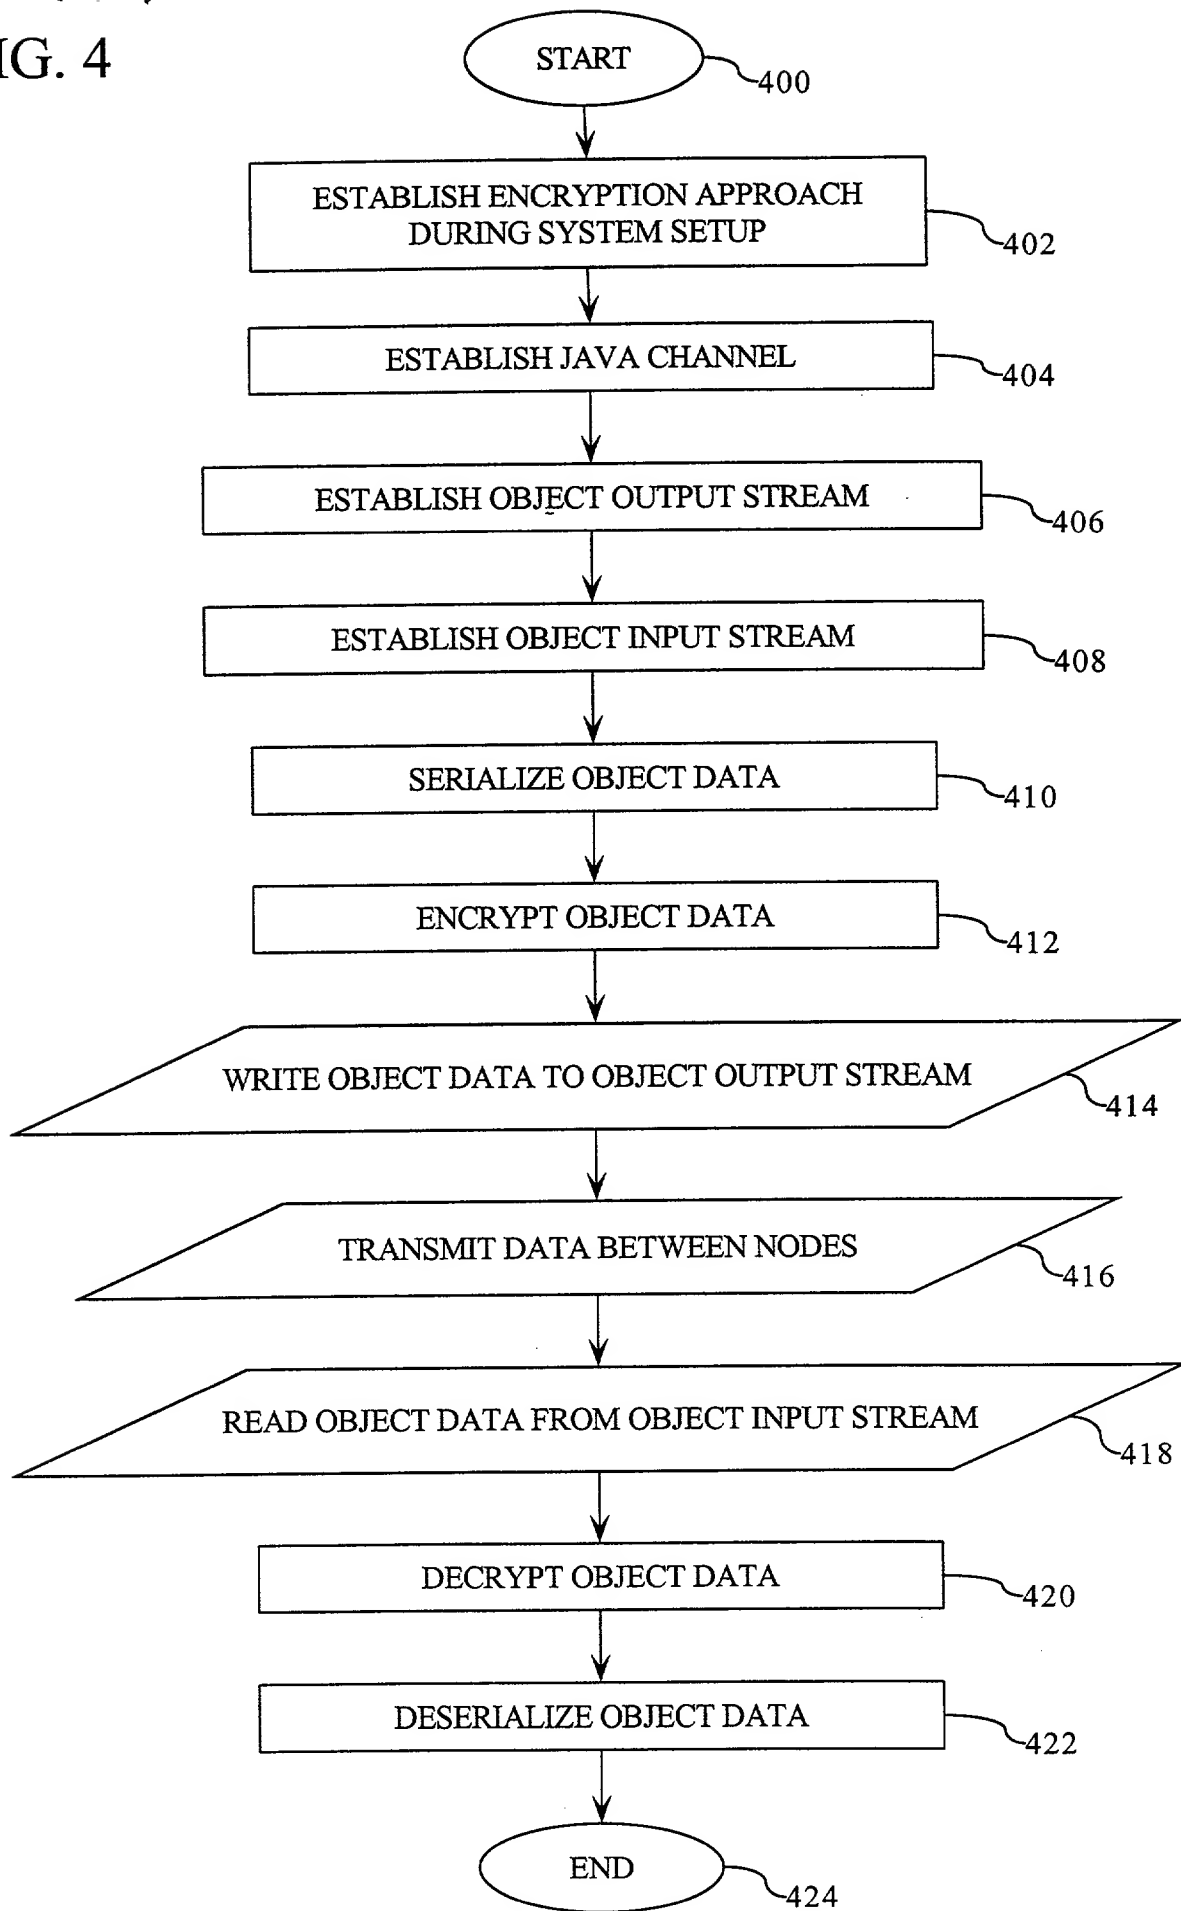 IG. 4
START
400
ESTABLISH ENCRYPTION APPROACH
DURING SYSTEM SETUP
402
ESTABLISH JAVA CHANNEL
404
ESTABLISH OBJECT OUTPUT STREAM
406
ESTABLISH OBJECT INPUT STREAM
408
SERIALIZE OBJECT DATA
410
ENCRYPT OBJECT DATA
412
WRITE OBJECT DATA TO OBJECT OUTPUT STREAM
414
TRANSMIT DATA BETWEEN NODES
416
READ OBJECT DATA FROM OBJECT INPUT STREAM
418
DECRYPT OBJECT DATA
420
DESERIALIZE OBJECT DATA
422
END
424